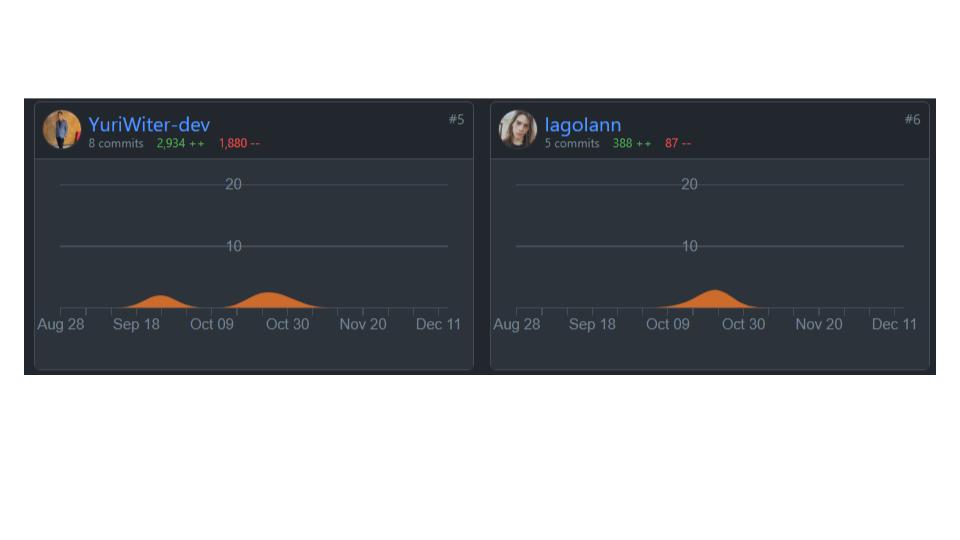 YuriWiter-dev #5
8 commits 2,934 ++ 1,880 --
20
10
Aug 28 Sep 18 Oct 09 Oct 30 Nov 20 Dec 11
lagolann #6
5 commits 388 ++ 87 --
20
10
Aug 28 Sep 18 Oct 09 Oct 30 Nov 20 Dec 11